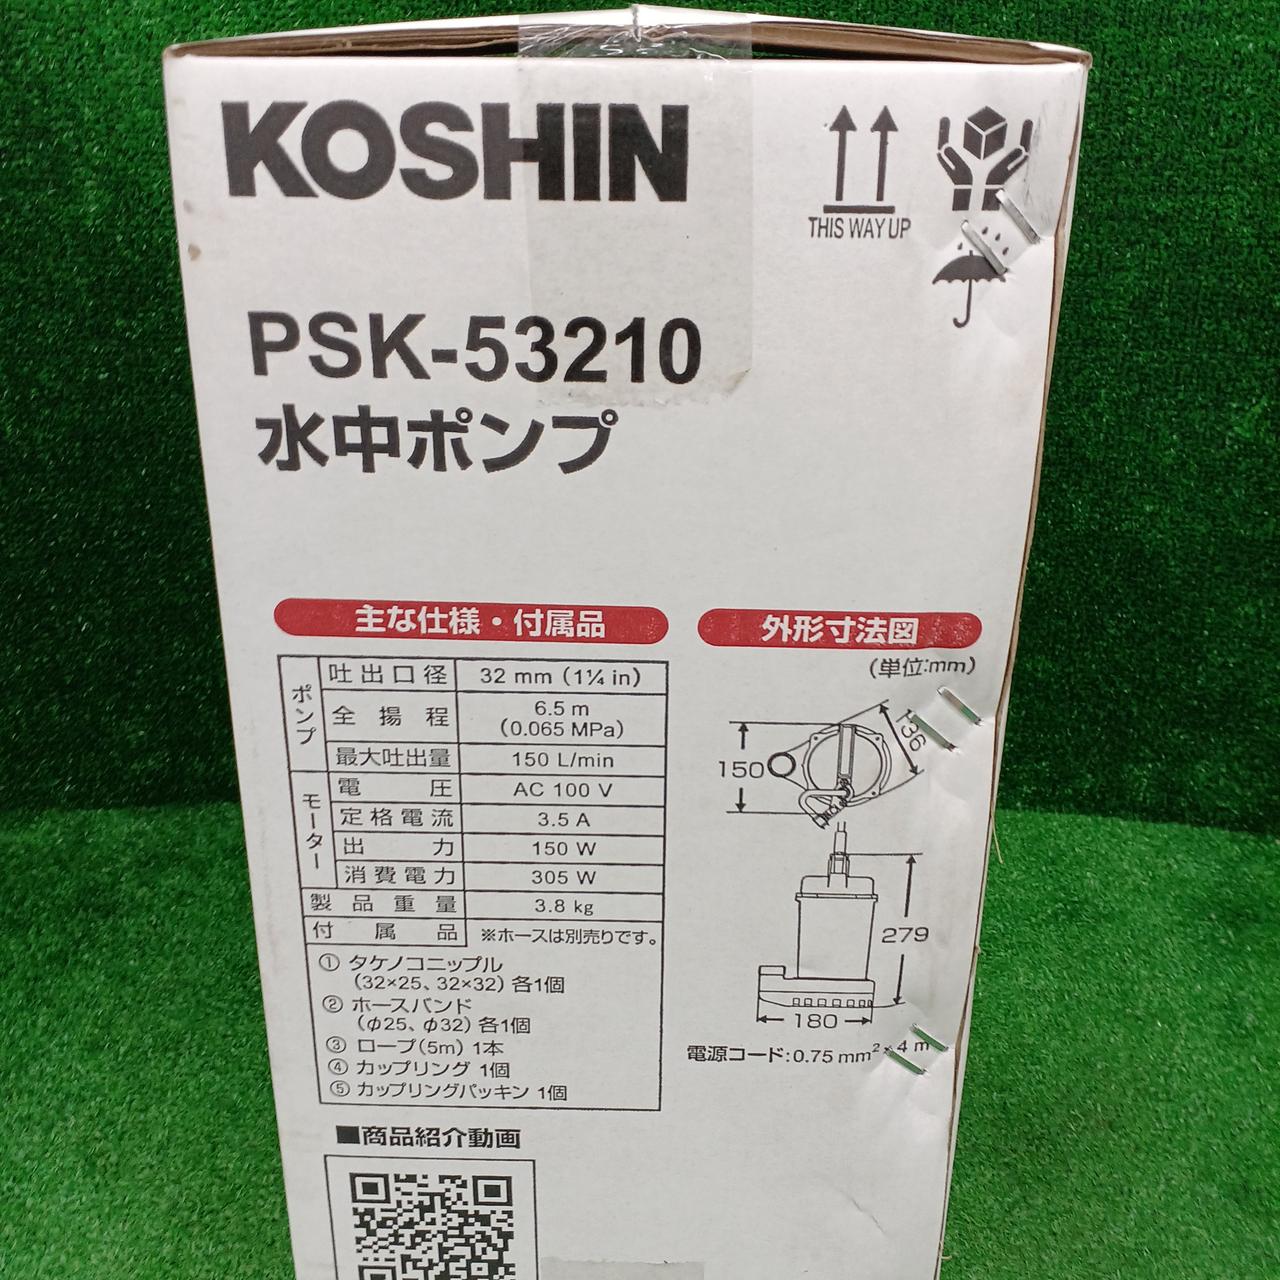 KOSHIN
THIS WAY UP
PSK-53210
水中ポンプ
主な仕様・付属品
ポンプ
吐出口径 32 mm (1¼ in)
全揚程 6.5 m
(0.065 MPa)
最大吐出量 150 L/min
モーター
電圧 AC 100 V
定格電流 3.5 A
出力 150 W
消費電力 305 W
製品重量 3.8 kg
付属品 ※ホースは別売りです。
① タケノコニップル
(32×25、32×32) 各1個
② ホースバンド
(φ25、φ32) 各1個
③ ロープ(5m) 1本
④ カップリング 1個
⑤ カップリングパッキン 1個
■商品紹介動画
外形寸法図
(単位:mm)
136
150
279
180
電源コード:0.75 mm²×4 m